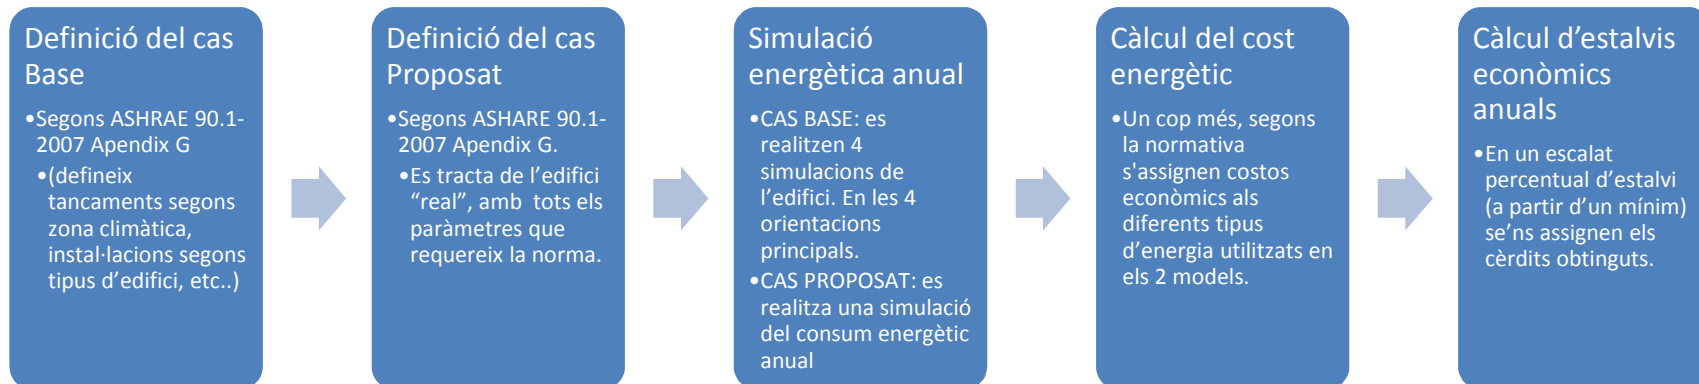 Definició del cas
Base
•Segons ASHRAE 90.1-
2007 Apendix G
•(defineix
tancaments segons
zona climàtica,
instal·lacions segons
tipus d’edifici, etc..)
Definició del cas
Proposat
•Segons ASHARE 90.1-
2007 Apendix G.
•Es tracta de l’edifici
“real”, amb tots els
paràmetres que
requereix la norma.
Simulació
energètica anual
•CAS BASE: es
realitzen 4
simulacions de
l’edifici. En les 4
orientacions
principals.
•CAS PROPOSAT: es
realitza una simulació
del consum energètic
anual
Càlcul del cost
energètic
•Un cop més, segons
la normativa
s'assignen costos
econòmics als
diferents tipus
d’energia utilitzats en
els 2 models.
Càlcul d’estalvis
econòmics
anuals
•En un escalat
percentual d’estalvi
(a partir d’un mínim)
se’ns assignen els
cèrdits obtinguts.